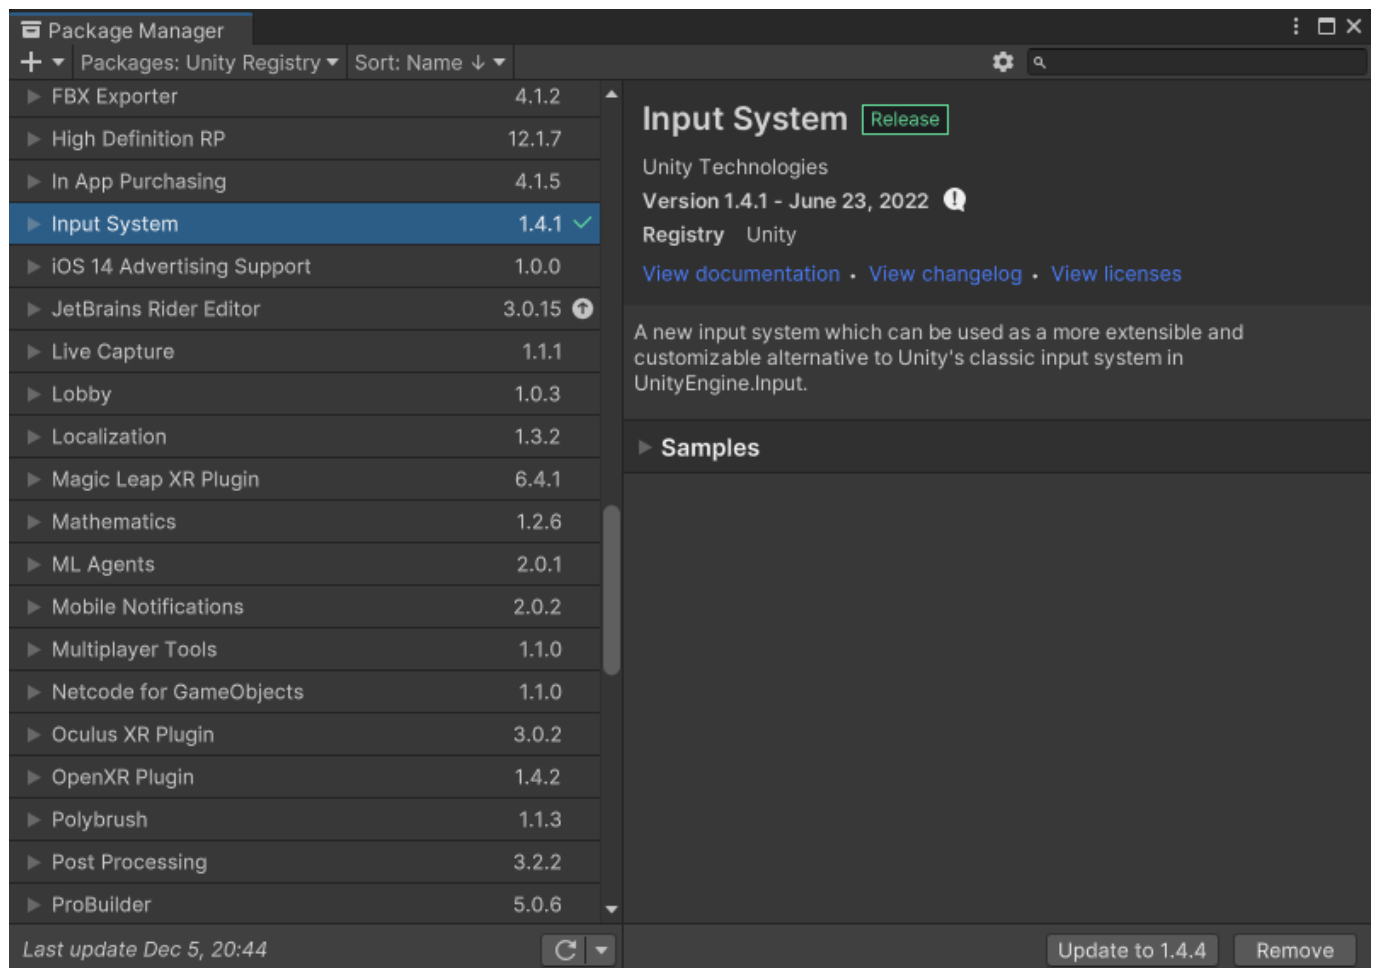 Package Manager
Packages: Unity Registry Sort: Name ↓
FBX Exporter 4.1.2
High Definition RP 12.1.7
In App Purchasing 4.1.5
Input System 1.4.1
iOS 14 Advertising Support 1.0.0
JetBrains Rider Editor 3.0.15
Live Capture 1.1.1
Lobby 1.0.3
Localization 1.3.2
Magic Leap XR Plugin 6.4.1
Mathematics 1.2.6
ML Agents 2.0.1
Mobile Notifications 2.0.2
Multiplayer Tools 1.1.0
Netcode for GameObjects 1.1.0
Oculus XR Plugin 3.0.2
OpenXR Plugin 1.4.2
Polybrush 1.1.3
Post Processing 3.2.2
ProBuilder 5.0.6
Last update Dec 5, 20:44
Input System Release
Unity Technologies
Version 1.4.1 - June 23, 2022
Registry Unity
View documentation • View changelog • View licenses
A new input system which can be used as a more extensible and
customizable alternative to Unity's classic input system in
UnityEngine.Input.
Samples
Update to 1.4.4 Remove